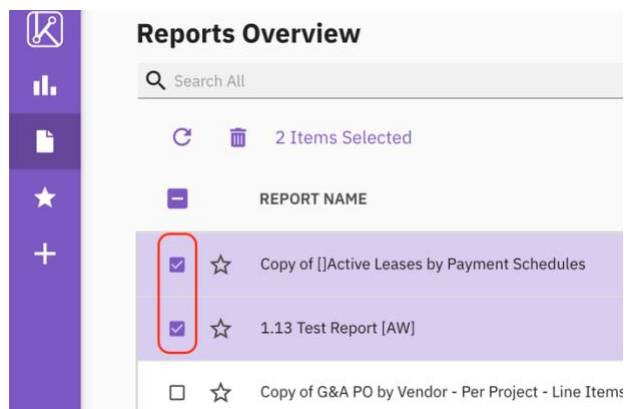 Reports Overview
Search All
2 Items Selected
REPORT NAME
Copy of []Active Leases by Payment Schedules
1.13 Test Report [AW]
Copy of G&A PO by Vendor - Per Project - Line Items